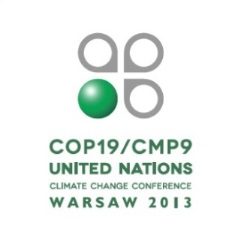 COP19/CMP9
UNITED NATIONS
CLIMATE CHANGE CONFERENCE
WARSAW 2013